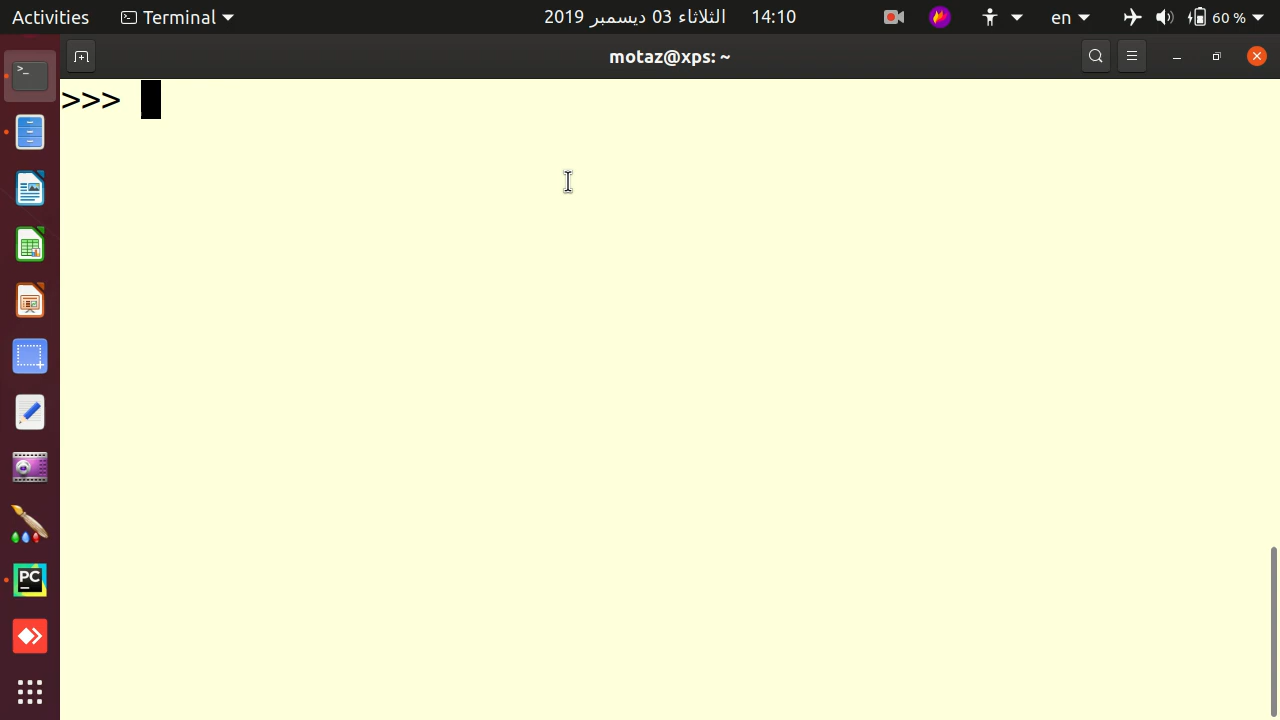 Activities
Terminal
الثلاثاء 03 ديسمبر 2019 14:10
en
60 %
motaz@xps: ~
>>>
>_
PC